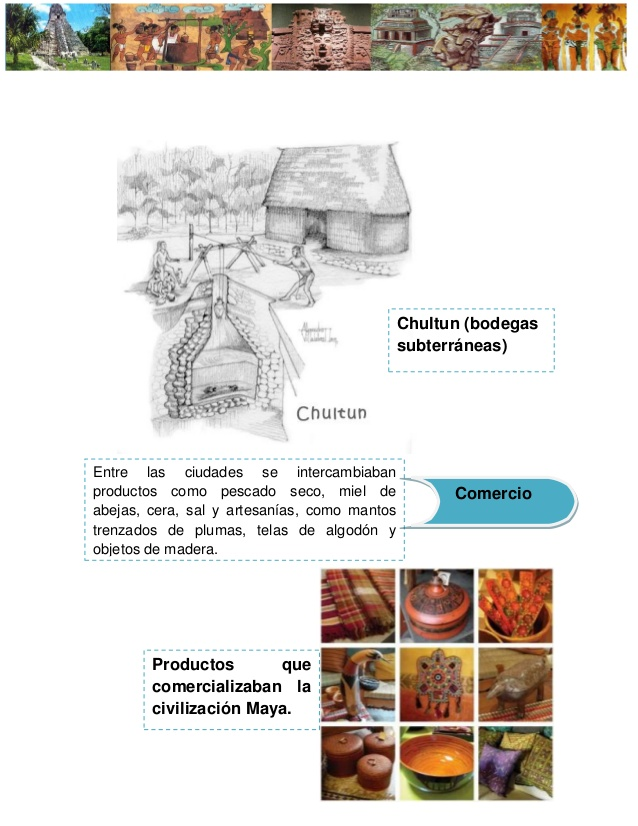 Chultun (bodegas
subterráneas)
Chultun
Entre las ciudades se intercambiaban
productos como pescado seco, miel de
abejas, cera, sal y artesanías, como mantos
trenzados de plumas, telas de algodón y
objetos de madera.
Comercio
Productos que
comercializaban la
civilización Maya.